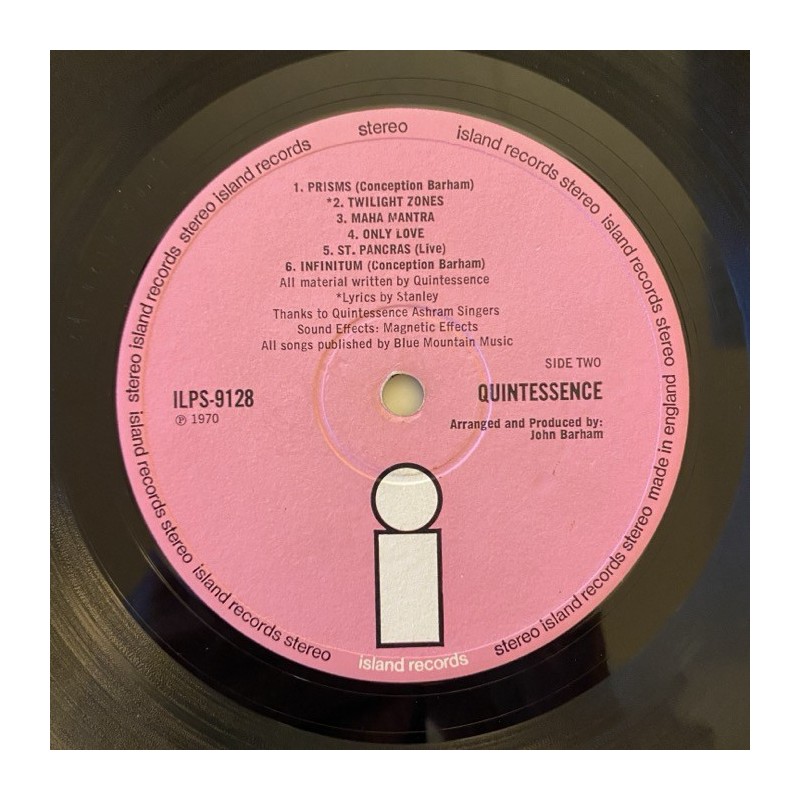 stereo
island records stereo island records stereo made in england
stereo island records stereo island records stereo island records stereo island records stereo
1. PRISMS (Conception Barham)
*2. TWILIGHT ZONES
3. MAHA MANTRA
4. ONLY LOVE
5. ST. PANCRAS (Live)
6. INFINITUM (Conception Barham)
All material written by Quintessence
*Lyrics by Stanley
Thanks to Quintessence Ashram Singers
Sound Effects: Magnetic Effects
All songs published by Blue Mountain Music
SIDE TWO
ILPS-9128
℗ 1970
QUINTESSENCE
Arranged and Produced by:
John Barham
i
island records
stereo island records stereo